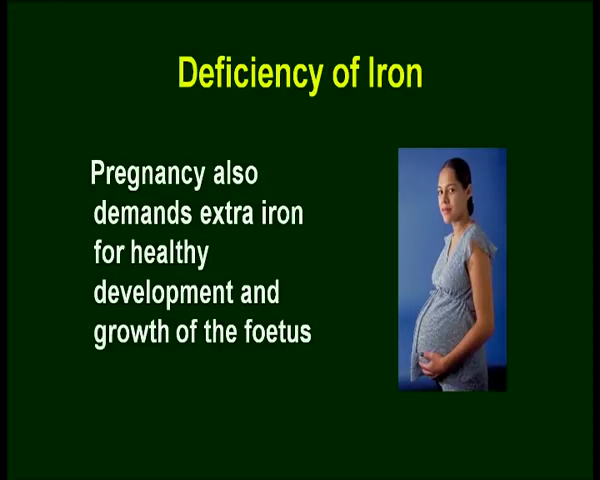 Deficiency of Iron
Pregnancy also
demands extra iron
for healthy
development and
growth of the foetus